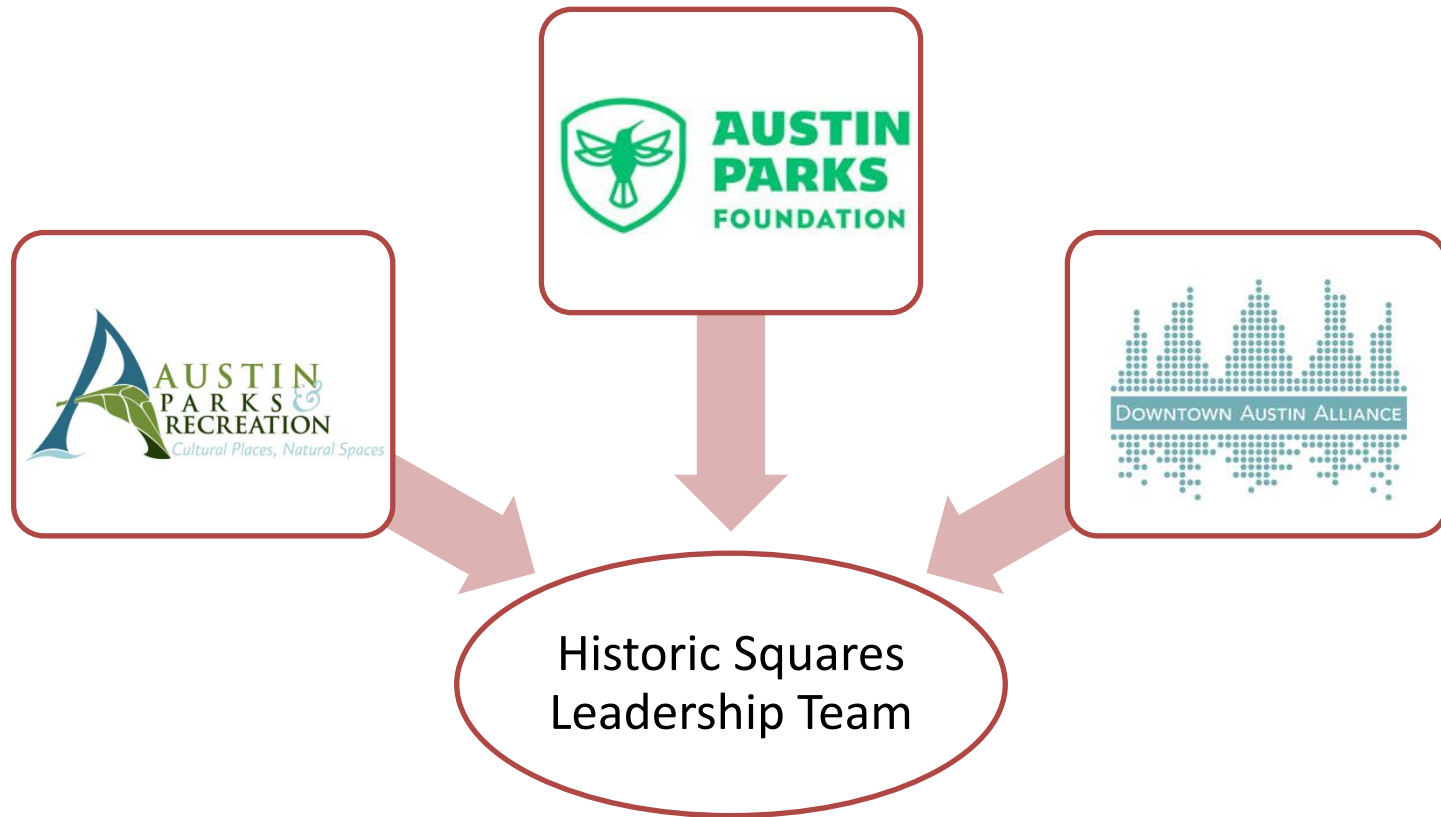 AUSTIN
PARKS
FOUNDATION
AUSTIN
PARKS &
RECREATION
Cultural Places, Natural Spaces
DOWNTOWN AUSTIN ALLIANCE
Historic Squares
Leadership Team